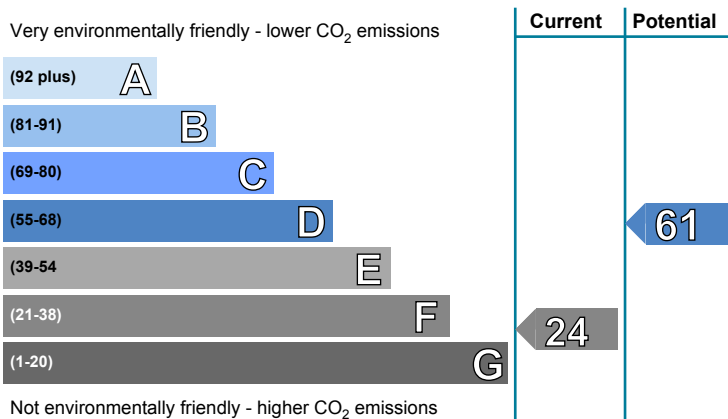 Current Potential
Very environmentally friendly - lower CO2 emissions
(92 plus) A
(81-91) B
(69-80) C
(55-68) D
61
(39-54 E
(21-38) F
24
(1-20) G
Not environmentally friendly - higher CO2 emissions